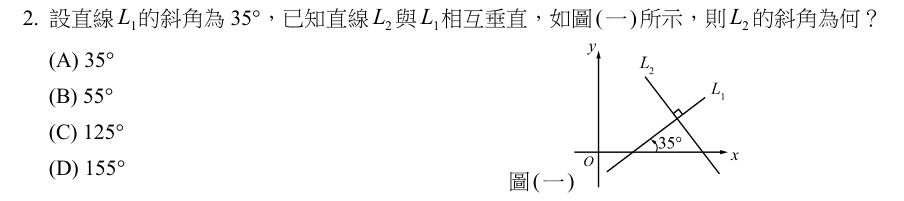 2. 設直線 L₁的斜角為 35°，已知直線 L₂與 L₁相互垂直，如圖(一)所示，則 L₂的斜角為何？
(A) 35°
(B) 55°
(C) 125°
(D) 155°
y
L₂
L₁
35°
O
x
圖(一)